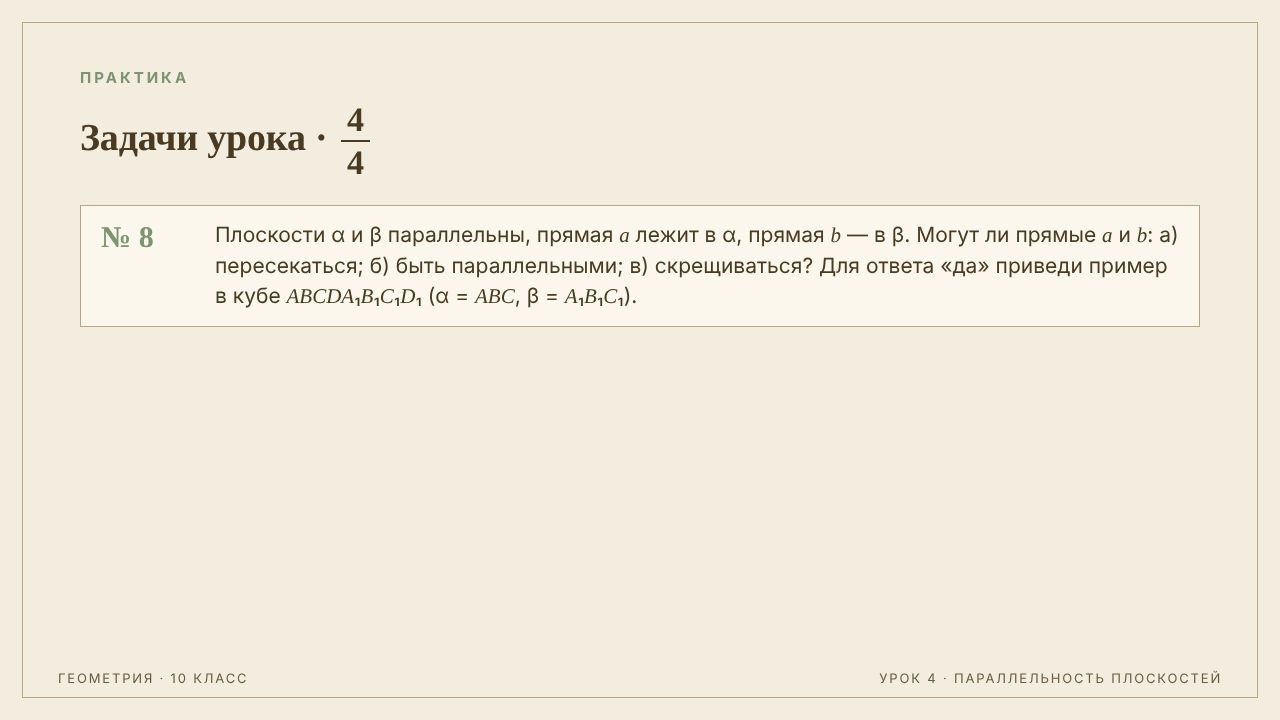 ПРАКТИКА
Задачи урока · 4/4
№ 8
Плоскости α и β параллельны, прямая a лежит в α, прямая b — в β. Могут ли прямые a и b: а)
пересекаться; б) быть параллельными; в) скрещиваться? Для ответа «да» приведи пример
в кубе ABCDA₁B₁C₁D₁ (α = ABC, β = A₁B₁C₁).
ГЕОМЕТРИЯ · 10 КЛАСС
УРОК 4 · ПАРАЛЛЕЛЬНОСТЬ ПЛОСКОСТЕЙ